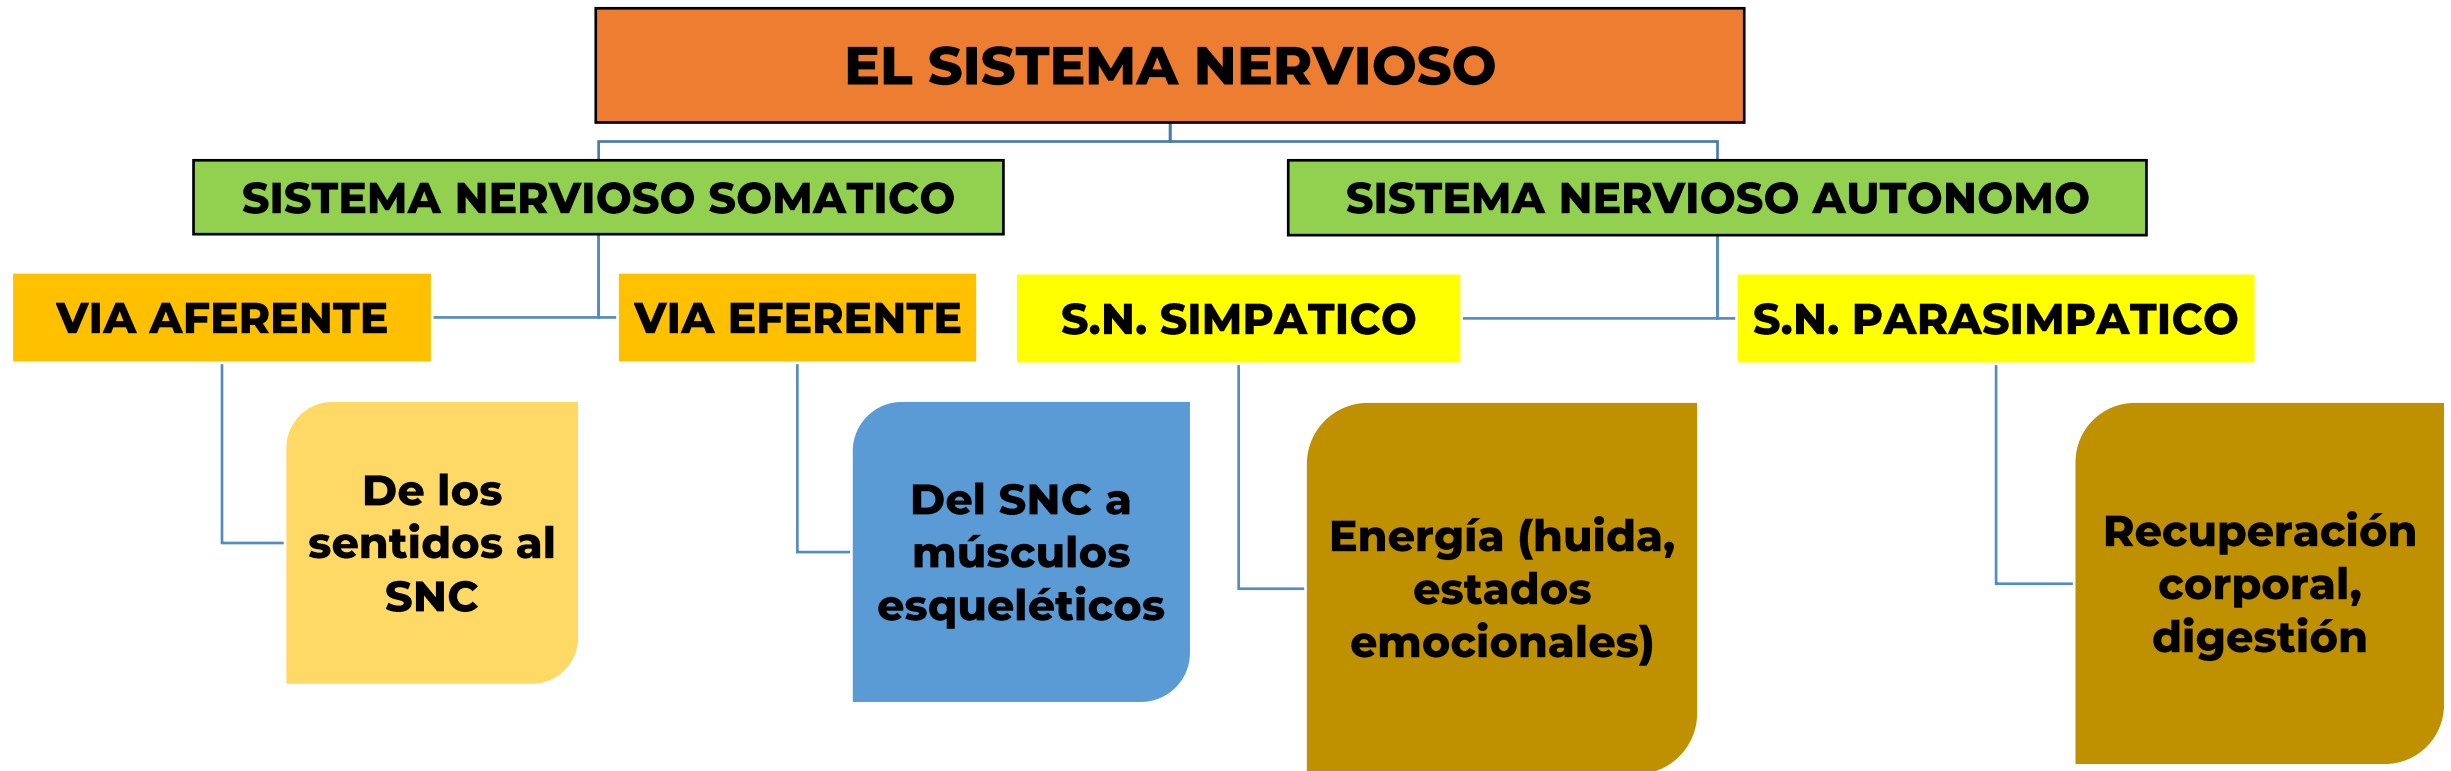 EL SISTEMA NERVIOSO
SISTEMA NERVIOSO SOMATICO
SISTEMA NERVIOSO AUTONOMO
VIA AFERENTE
VIA EFERENTE
S.N. SIMPATICO
S.N. PARASIMPATICO
De los
sentidos al
SNC
Del SNC a
músculos
esqueléticos
Energía (huida,
estados
emocionales)
Recuperación
corporal,
digestión